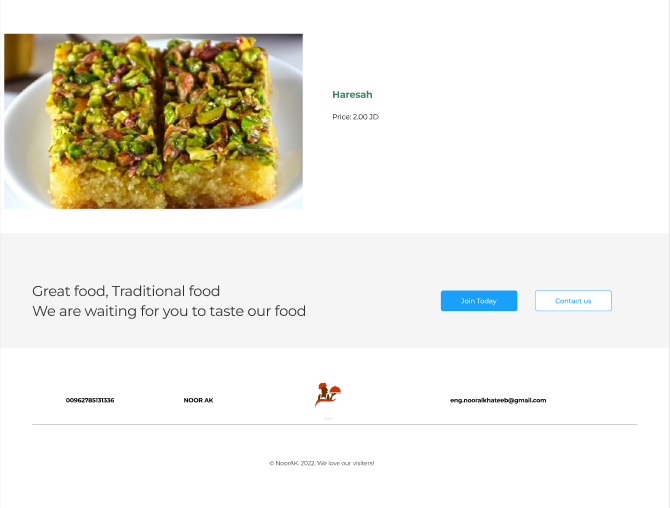 Haresah
Price: 2.00 JD
Great food, Traditional food
We are waiting for you to taste our food
Join Today
Contact us
00962785131336
NOOR AK
eng.nooralkhateeb@gmail.com
© NoorAK. 2022. We love our visiters!